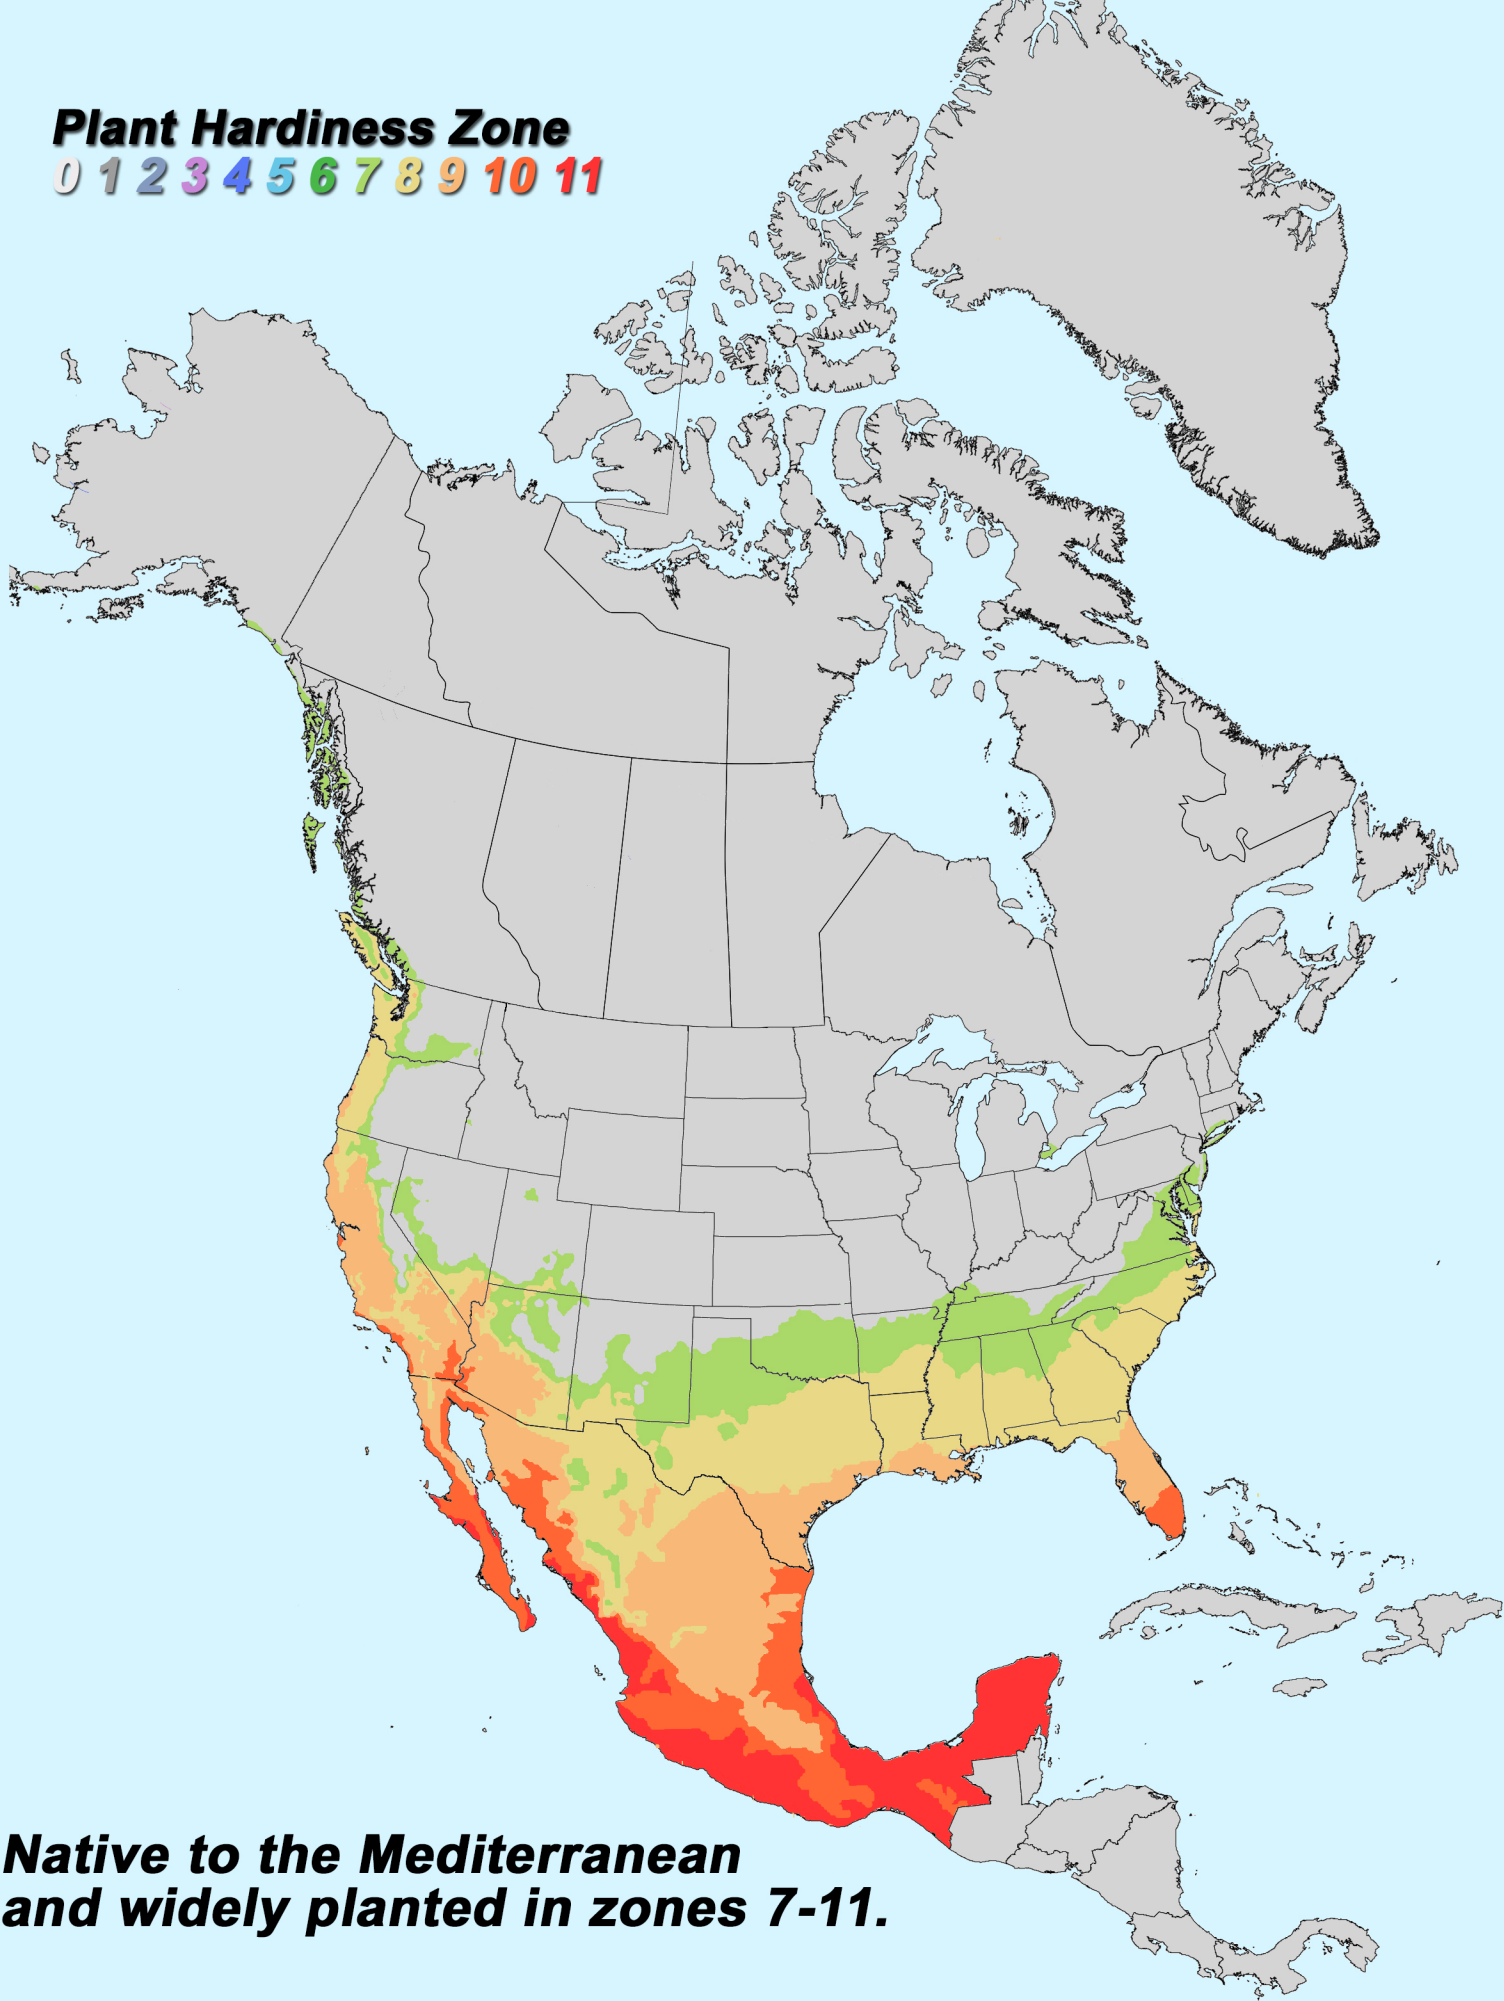 Plant Hardiness Zone
0 1 2 3 4 5 6 7 8 9 10 11
Native to the Mediterranean
and widely planted in zones 7-11.